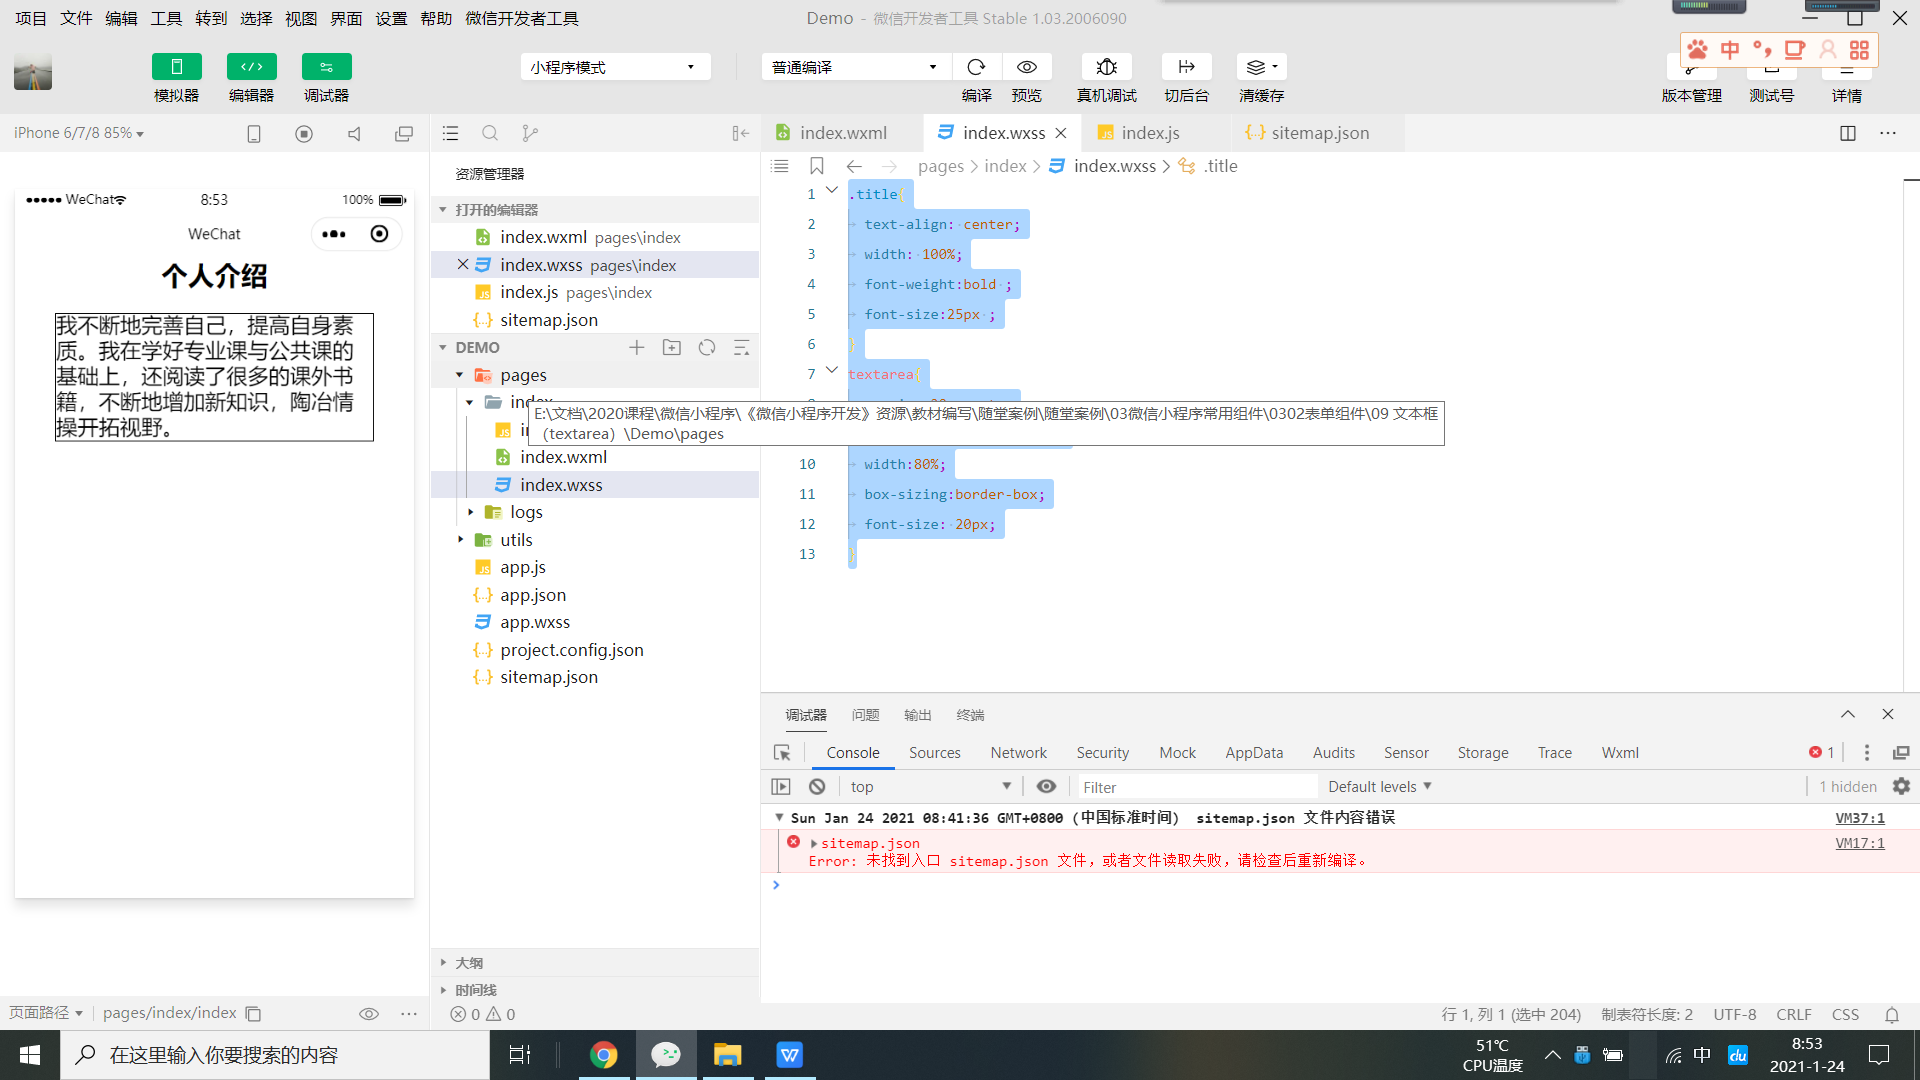 项目 文件 编辑 工具 转到 选择 视图 界面 设置 帮助 微信开发者工具
Demo - 微信开发者工具 Stable 1.03.2006090
中
模拟器 编辑器 调试器
小程序模式
普通编译
编译 预览 真机调试 切后台 清缓存
版本管理 测试号 详情
iPhone 6/7/8 85%
WeChat 8:53 100%
WeChat
个人介绍
我不断地完善自己，提高自身素
质。我在学好专业课与公共课的
基础上，还阅读了很多的课外书
籍，不断地增加新知识，陶冶情
操开拓视野。
页面路径 pages/index/index
资源管理器
打开的编辑器
index.wxml pages\index
index.wxss pages\index
index.js pages\index
sitemap.json
DEMO
pages
index
E:\文档\2020课程\微信小程序\《微信小程序开发》资源\教材编写\随堂案例\随堂案例\03微信小程序常用组件\0302表单组件\09 文本框
（textarea）\Demo\pages
index.wxml
index.wxss
logs
utils
app.js
app.json
app.wxss
project.config.json
sitemap.json
大纲
时间线
0 0
index.wxml index.wxss index.js sitemap.json
pages index index.wxss .title
1 .title{
2 text-align: center;
3 width: 100%;
4 font-weight:bold ;
5 font-size:25px ;
6 }
7 textarea{
10 width:80%;
11 box-sizing:border-box;
12 font-size: 20px;
13 }
调试器 问题 输出 终端
Console Sources Network Security Mock AppData Audits Sensor Storage Trace Wxml 1
top Filter Default levels 1 hidden
Sun Jan 24 2021 08:41:36 GMT+0800 (中国标准时间) sitemap.json 文件内容错误 VM37:1
sitemap.json VM17:1
Error: 未找到入口 sitemap.json 文件，或者文件读取失败，请检查后重新编译。
行 1, 列 1 (选中 204) 制表符长度: 2 UTF-8 CRLF CSS
在这里输入你要搜索的内容
51℃
CPU温度
中
du
8:53
2021-1-24